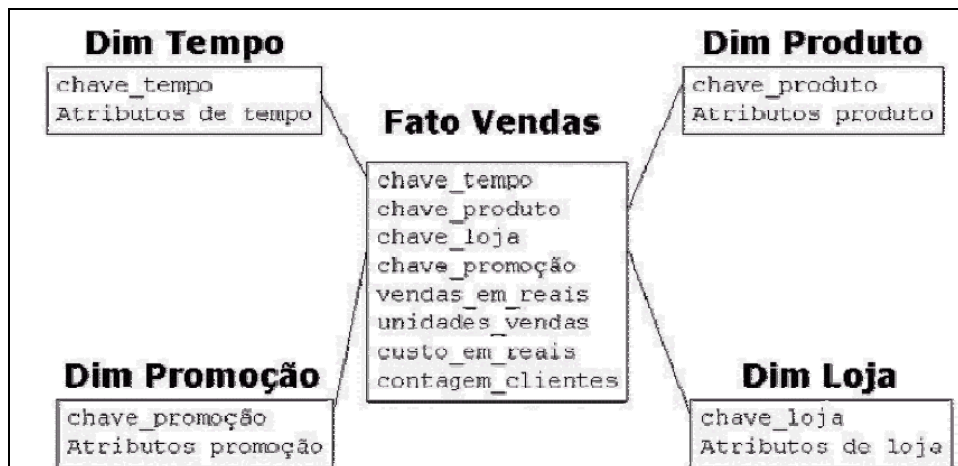 Dim Tempo
chave_tempo
Atributos de tempo
Dim Produto
chave_produto
Atributos produto
Fato Vendas
chave_tempo
chave_produto
chave_loja
chave_promoção
vendas_em_reais
unidades_vendas
custo_em_reais
contagem_clientes
Dim Promoção
chave_promoção
Atributos promoção
Dim Loja
chave_loja
Atributos de loja